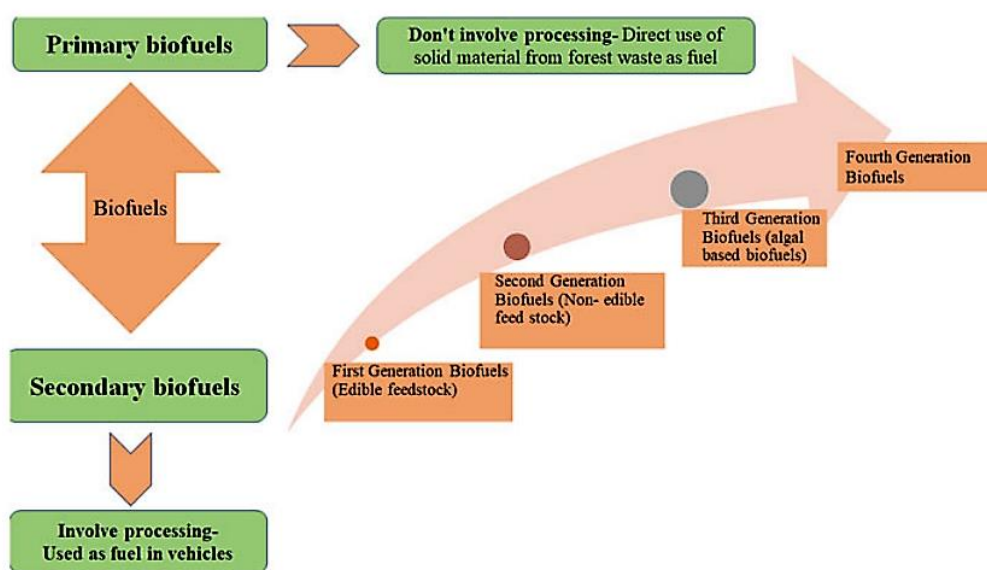 Primary biofuels
Don't involve processing- Direct use of
solid material from forest waste as fuel
Biofuels
Fourth Generation
Biofuels
Third Generation
Biofuels (algal
based biofuels)
Second Generation
Biofuels (Non- edible
feed stock)
First Generation Biofuels
(Edible feedstock)
Secondary biofuels
Involve processing-
Used as fuel in vehicles